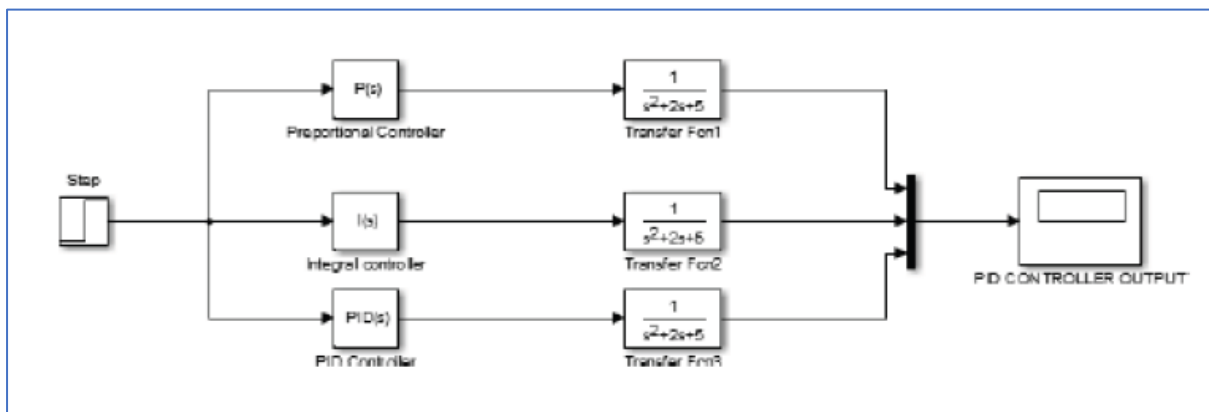 P(s)
Preportional Controller
1
s²+2s+5
Transfer Fcn1
Step
I(s)
Integral controller
1
s²+2s+5
Transfer Fcn2
PID(s)
PID Controller
1
s²+2s+5
Transfer Fcn3
PID CONTROLLER OUTPUT